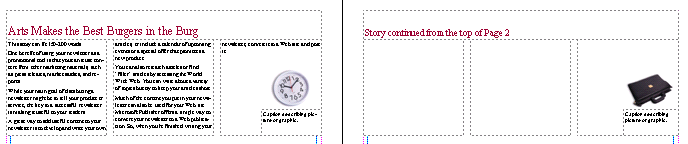 Arts Makes the Best Burgers in the Burg
This story can fit 150-200 words.
One benefit of using your newsletter as a
promotional tool is that you can reuse con-
tent from other marketing materials, such
as press releases, market studies, and re-
ports.
While your main goal of distributing a
newsletter might be to sell your product or
service, the key to a successful newsletter
is making it useful to your readers.
A great way to add useful content to your
newsletter is to develop and write your own
articles, or include a calendar of upcoming
events or a special offer that promotes a
new product.
You can also research articles or find
"filler" articles by accessing the World
Wide Web. You can write about a variety
of topics but try to keep your articles short.
Much of the content you put in your news-
letter can also be used for your Web site.
Microsoft Publisher offers a simple way to
convert your newsletter to a Web publica-
tion. So, when you're finished writing your
newsletter, convert it to a Web site and post
it.
Caption describing pic-
ture or graphic.
Story continued from the top of Page 2
Caption describing
picture or graphic.